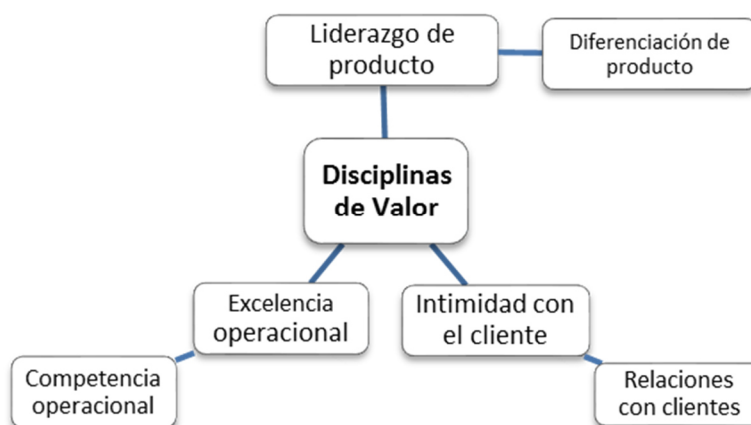 Liderazgo de
producto
Diferenciación de
producto
Disciplinas
de Valor
Excelencia
operacional
Intimidad con
el cliente
Competencia
operacional
Relaciones
con clientes